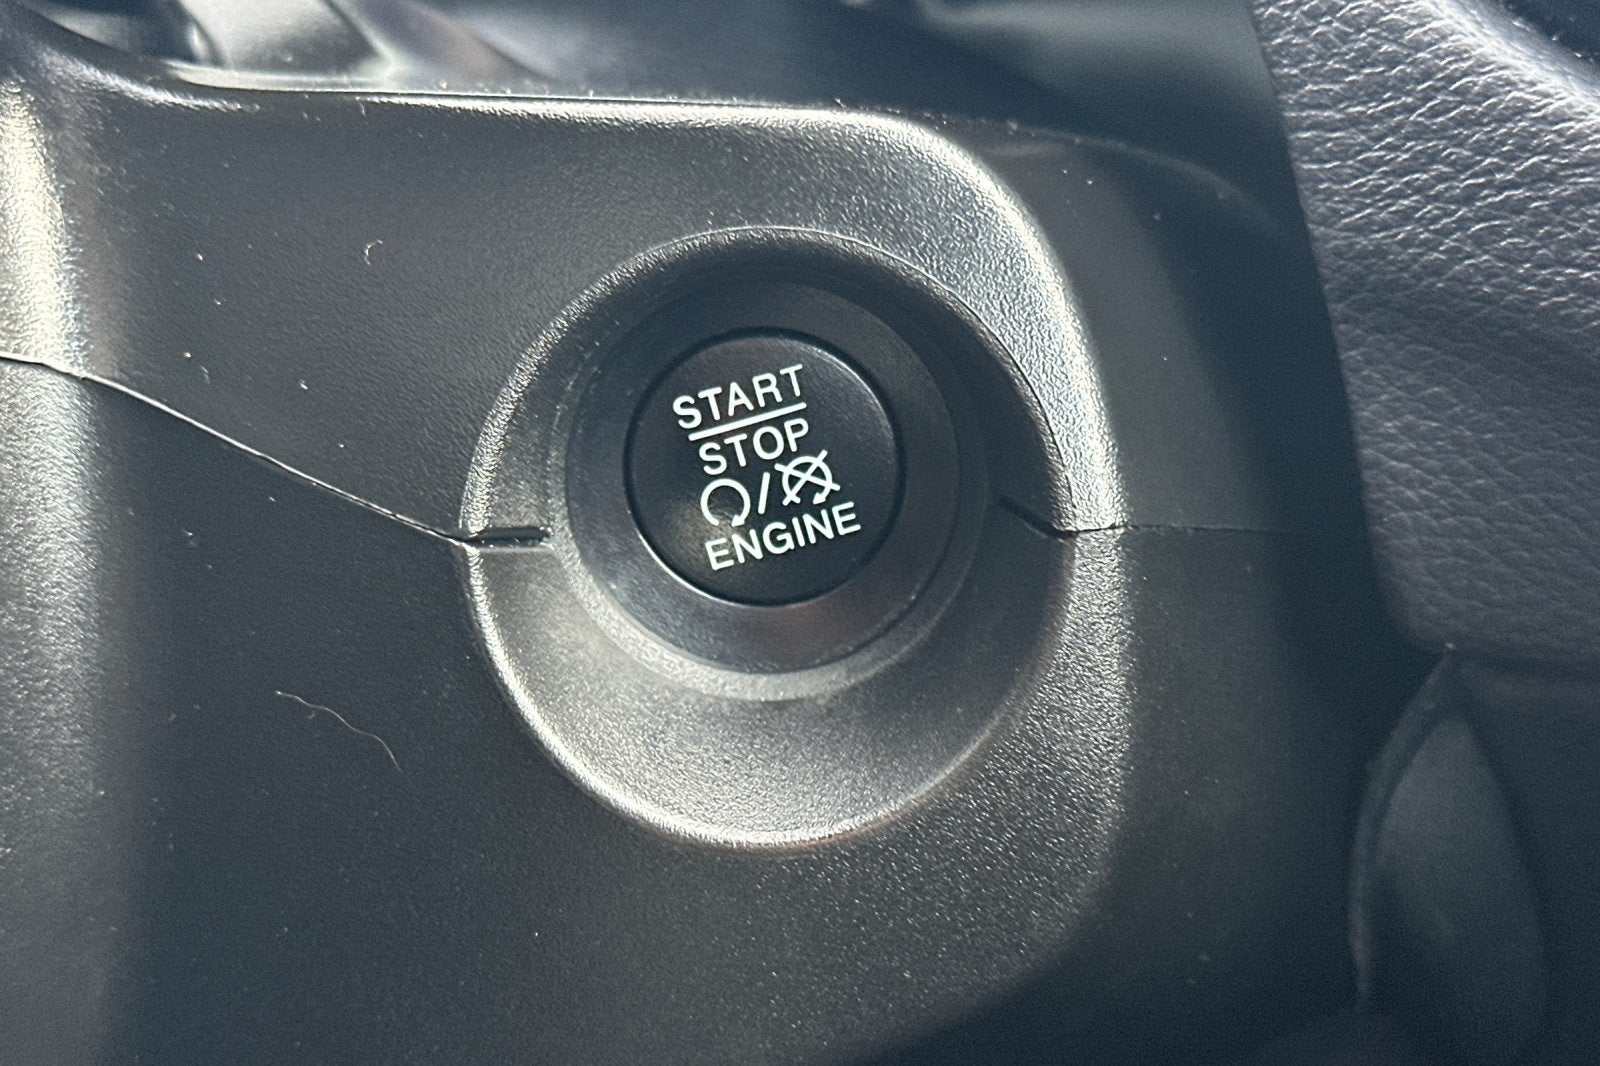 START
STOP
/
ENGINE